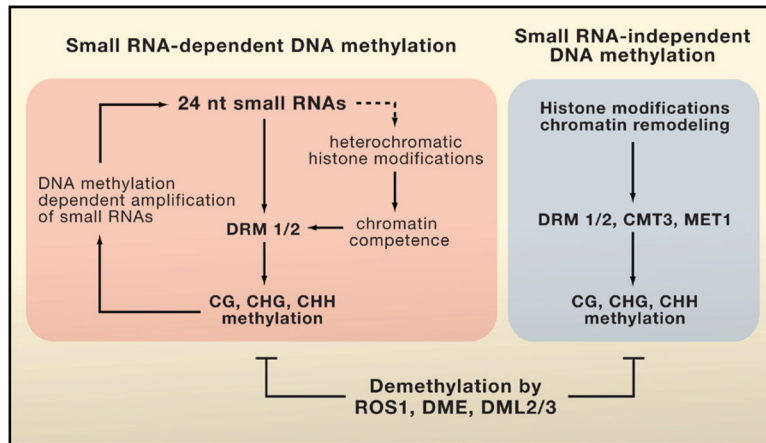 Small RNA-dependent DNA methylation
24 nt small RNAs
heterochromatic
histone modifications
DNA methylation
dependent amplification
of small RNAs
DRM 1/2
chromatin
competence
CG, CHG, CHH
methylation
Small RNA-independent
DNA methylation
Histone modifications
chromatin remodeling
DRM 1/2, CMT3, MET1
CG, CHG, CHH
methylation
Demethylation by
ROS1, DME, DML2/3